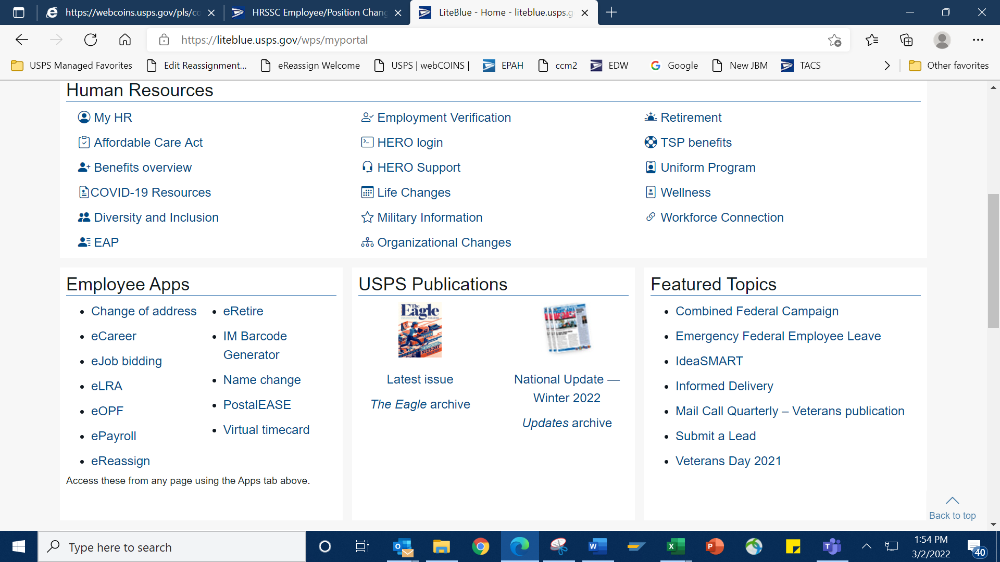 https://webcoins.usps.gov/pls/co
HRSSC Employee/Position Chang
LiteBlue - Home - liteblue.usps.g
https://liteblue.usps.gov/wps/myportal
USPS Managed Favorites
Edit Reassignment...
eReassign Welcome
USPS | webCOINS |
EPAH
ccm2
EDW
Google
New JBM
TACS
Other favorites
Human Resources
My HR
Employment Verification
Retirement
Affordable Care Act
HERO login
TSP benefits
Benefits overview
HERO Support
Uniform Program
COVID-19 Resources
Life Changes
Wellness
Diversity and Inclusion
Military Information
Workforce Connection
EAP
Organizational Changes
Employee Apps
Change of address
eCareer
eJob bidding
eLRA
eOPF
ePayroll
eReassign
eRetire
IM Barcode
Generator
Name change
PostalEASE
Virtual timecard
Access these from any page using the Apps tab above.
USPS Publications
The
Eagle
NEXT-DAY
Latest issue
The Eagle archive
National Update —
Winter 2022
Updates archive
Featured Topics
Combined Federal Campaign
Emergency Federal Employee Leave
IdeaSMART
Informed Delivery
Mail Call Quarterly – Veterans publication
Submit a Lead
Veterans Day 2021
Back to top
Type here to search
1:54 PM
3/2/2022
40